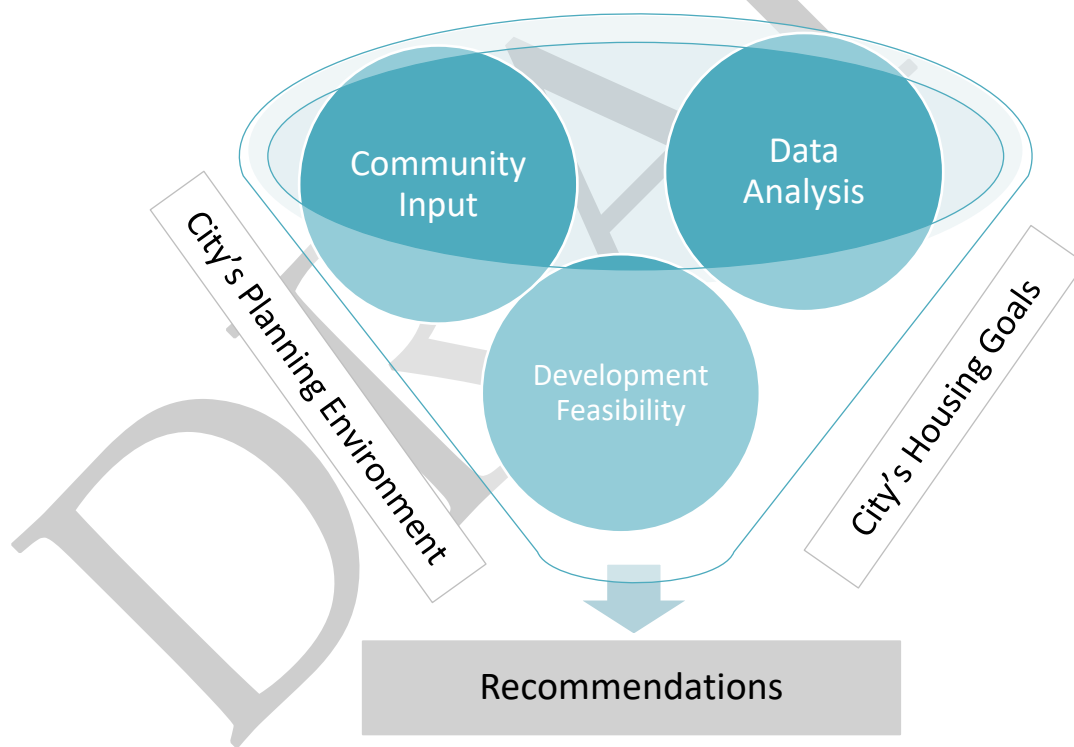 Community
Input
Data
Analysis
Development
Feasibility
City's Planning Environment
City's Housing Goals
Recommendations